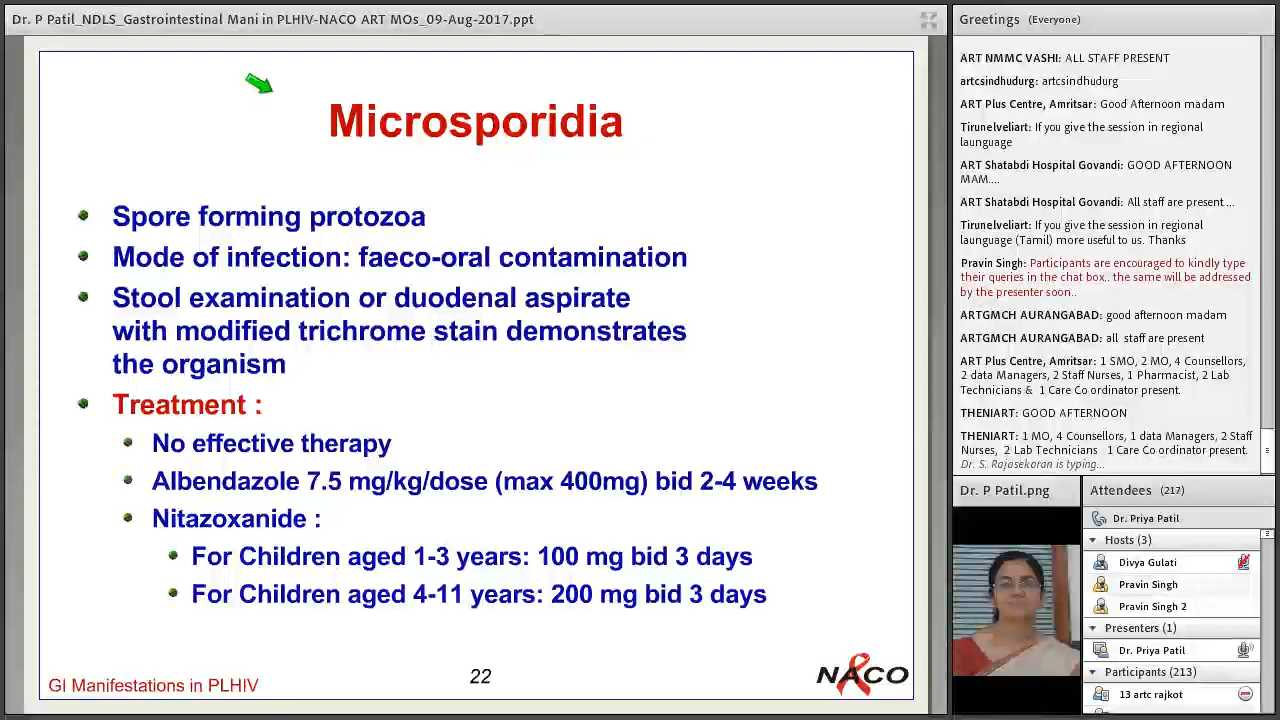 Dr. P Patil_NDLS_Gastrointestinal Mani in PLHIV-NACO ART MOs_09-Aug-2017.ppt
Microsporidia
Spore forming protozoa
Mode of infection: faeco-oral contamination
Stool examination or duodenal aspirate
with modified trichrome stain demonstrates
the organism
Treatment :
No effective therapy
Albendazole 7.5 mg/kg/dose (max 400mg) bid 2-4 weeks
Nitazoxanide :
For Children aged 1-3 years: 100 mg bid 3 days
For Children aged 4-11 years: 200 mg bid 3 days
GI Manifestations in PLHIV
22
NACO
Greetings (Everyone)
ART NMMC VASHI: ALL STAFF PRESENT
artcsindhudurg: artcsindhudurg
ART Plus Centre, Amritsar: Good Afternoon madam
Tirunelveliart: If you give the session in regional
launguage
ART Shatabdi Hospital Govandi: GOOD AFTERNOON
MAM....
ART Shatabdi Hospital Govandi: All staff are present ...
Tirunelveliart: If you give the session in regional
launguage (Tamil) more useful to us. Thanks
Pravin Singh: Participants are encouraged to kindly type
their queries in the chat box.. the same will be addressed
by the presenter soon..
ARTGMCH AURANGABAD: good afternoon madam
ARTGMCH AURANGABAD: all staff are present
ART Plus Centre, Amritsar: 1 SMO, 2 MO, 4 Counsellors,
2 data Managers, 2 Staff Nurses, 1 Pharmacist, 2 Lab
Technicians & 1 Care Co ordinator present.
THENIART: GOOD AFTERNOON
THENIART: 1 MO, 4 Counsellors, 1 data Managers, 2 Staff
Nurses, 2 Lab Technicians 1 Care Co ordinator present.
Dr. S. Rajasekaran is typing...
Dr. P Patil.png
Attendees (217)
Dr. Priya Patil
Hosts (3)
Divya Gulati
Pravin Singh
Pravin Singh 2
Presenters (1)
Dr. Priya Patil
Participants (213)
13 artc rajkot